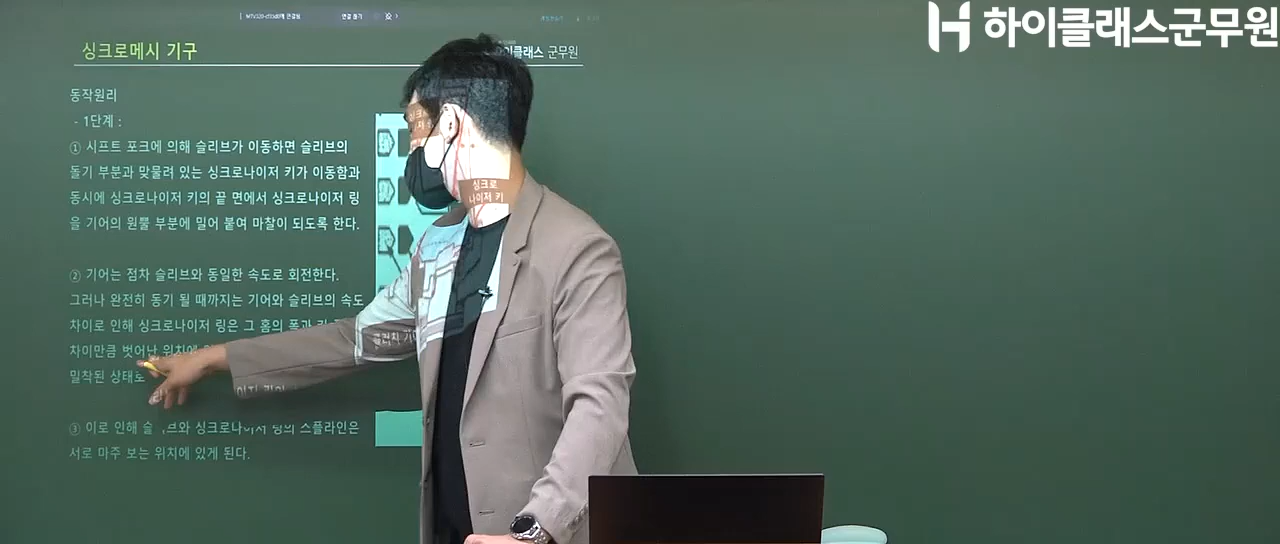 연결 끊기
하이클래스군무원
싱크로메시 기구
이클래스 군무원
동작원리
- 1단계 :
① 시프트 포크에 의해 슬리브가 이동하면 슬리브의
돌기 부분과 맞물려 있는 싱크로나이저 키가 이동함과
동시에 싱크로나이저 키의 끝 면에서 싱크로나이저 링
을 기어의 원뿔 부분에 밀어 붙여 마찰이 되도록 한다.
싱크로
나이저 키
② 기어는 점차 슬리브와 동일한 속도로 회전한다.
그러나 완전히 동기 될 때까지는 기어와 슬리브의 속도
차이로 인해 싱크로나이저 링은 그 홈의 폭과
차이만큼 벗어난 위치에
밀착된 상태로
③ 이로 인해 슬 브와 싱크로나이저 링의 스플라인은
서로 마주 보는 위치에 있게 된다.